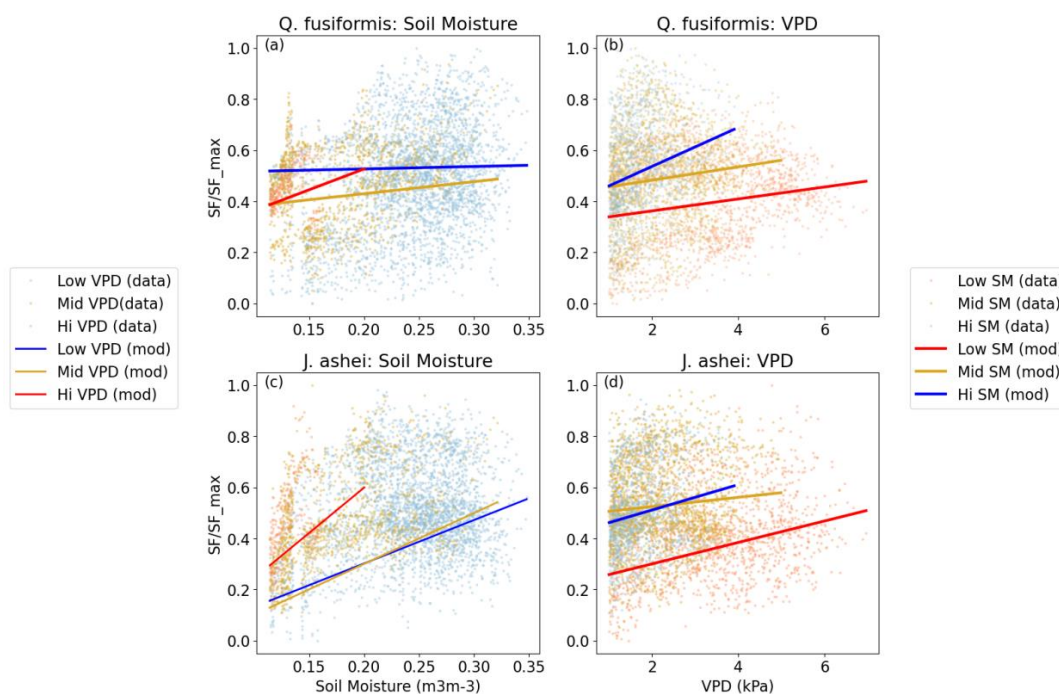 Q. fusiformis: Soil Moisture
(a)
SF/SF_max
1.0
0.8
0.6
0.4
0.2
0.0
0.15
0.20
0.25
0.30
0.35
Q. fusiformis: VPD
(b)
1.0
0.8
0.6
0.4
0.2
0.0
2
4
6
Low VPD (data)
Mid VPD(data)
Hi VPD (data)
Low VPD (mod)
Mid VPD (mod)
Hi VPD (mod)
Low SM (data)
Mid SM (data)
Hi SM (data)
Low SM (mod)
Mid SM (mod)
Hi SM (mod)
J. ashei: Soil Moisture
(c)
SF/SF_max
1.0
0.8
0.6
0.4
0.2
0.0
0.15
0.20
0.25
0.30
0.35
Soil Moisture (m3m-3)
J. ashei: VPD
(d)
1.0
0.8
0.6
0.4
0.2
0.0
2
4
6
VPD (kPa)